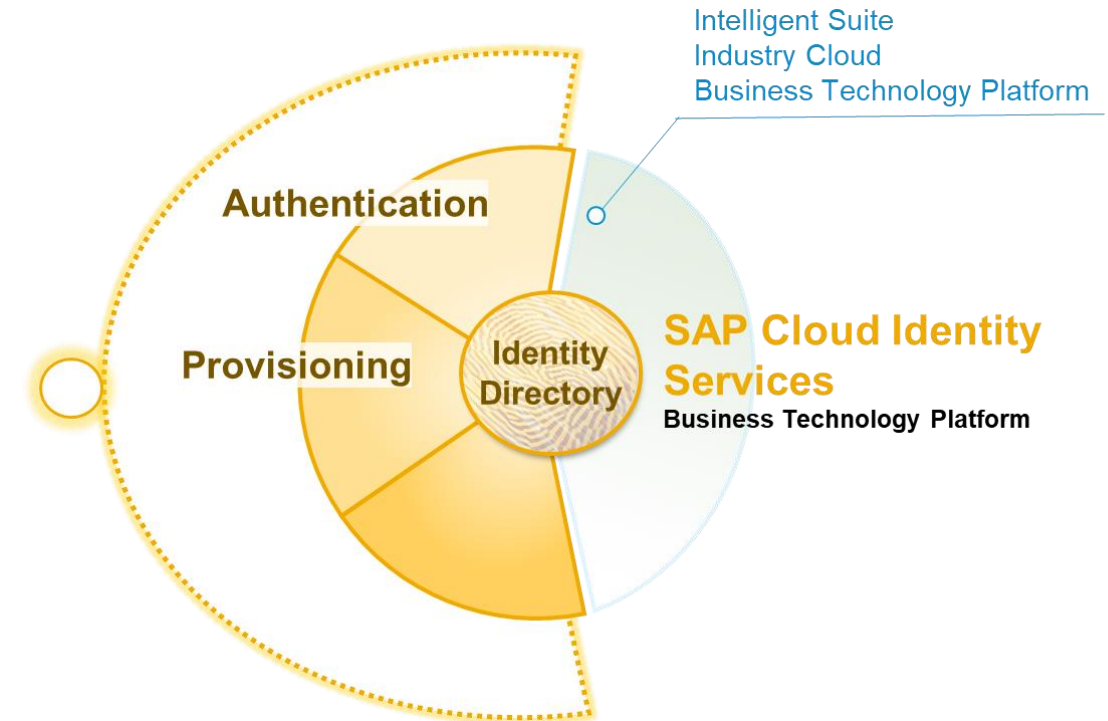 Intelligent Suite
Industry Cloud
Business Technology Platform
Authentication
Provisioning
Identity
Directory
SAP Cloud Identity
Services
Business Technology Platform